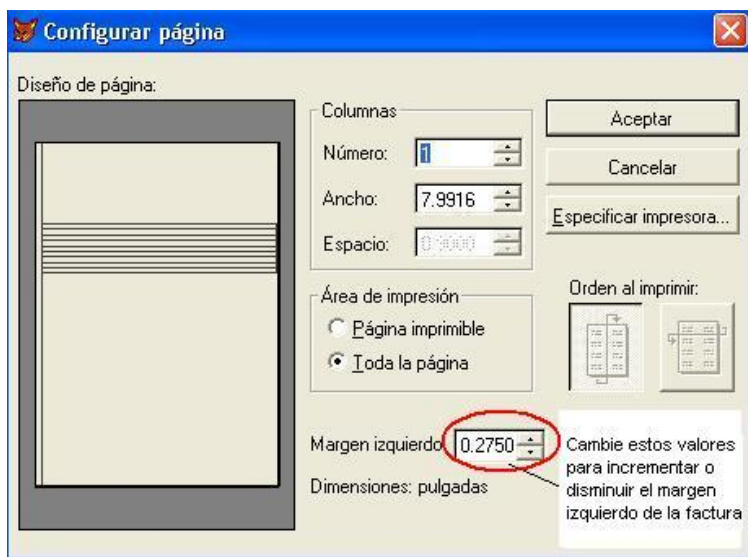 Configurar página
Diseño de página:
Columnas
Número: 1
Ancho: 7.9916
Espacio:
Aceptar
Cancelar
Especificar impresora...
Área de impresión
Página imprimible
Toda la página
Orden al imprimir:
Margen izquierdo 0.2750
Dimensiones: pulgadas
Cambie estos valores
para incrementar o
disminuir el margen
izquierdo de la factura